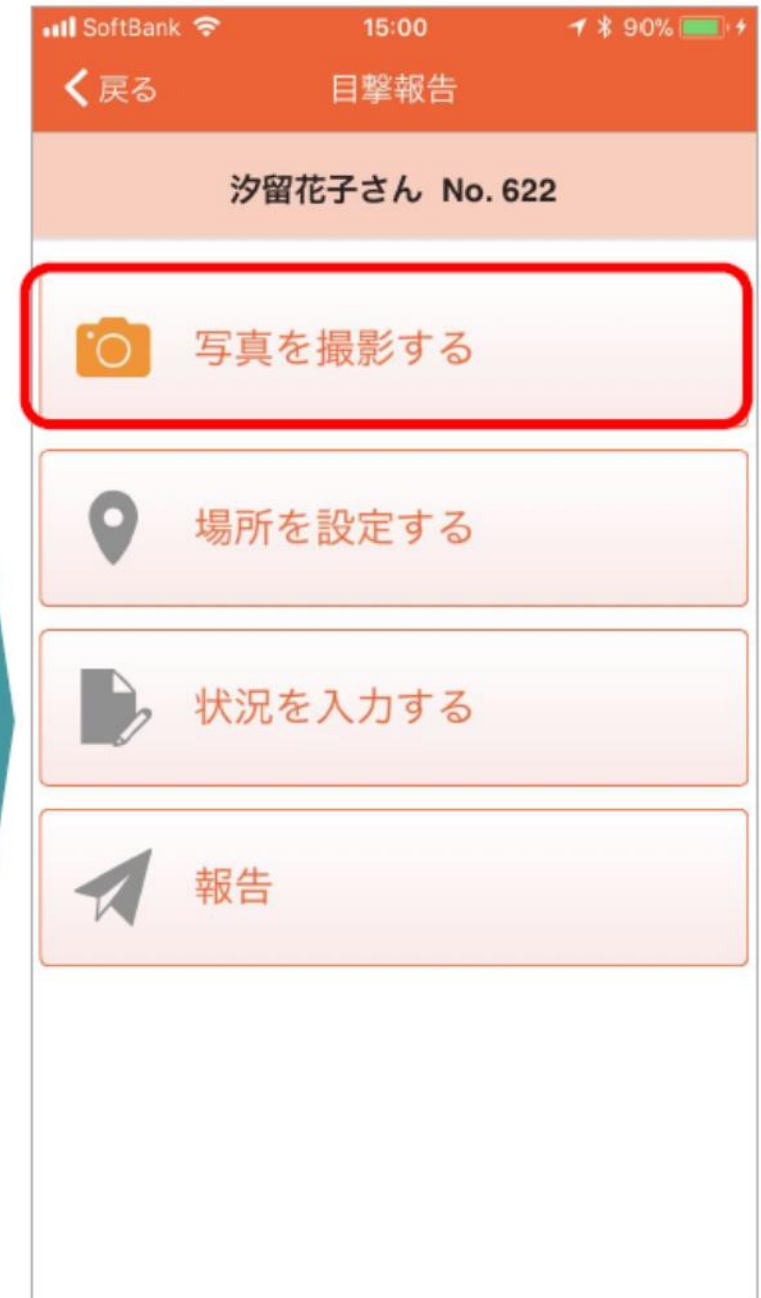 SoftBank 15:00 90%
戻る 目撃報告
汐留花子さん No. 622
写真を撮影する
場所を設定する
状況を入力する
報告